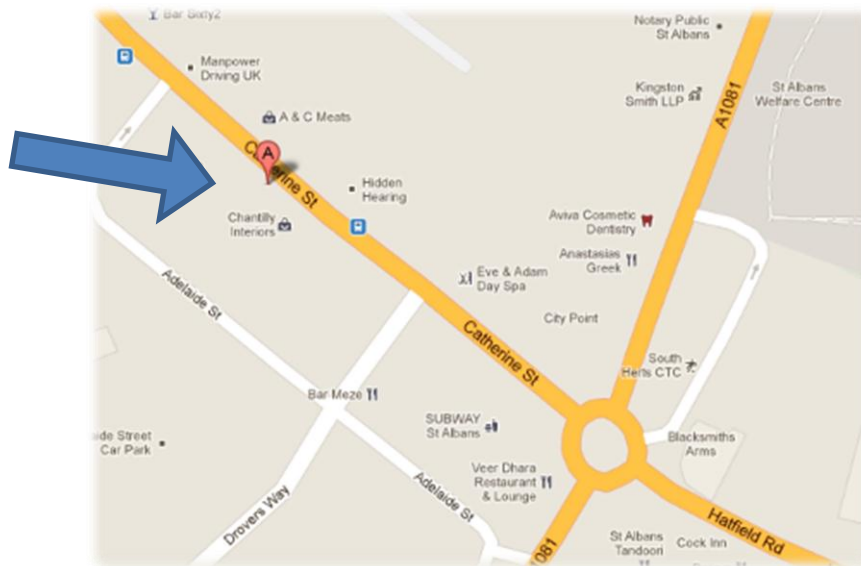 Bar Sixty2
Manpower
Driving UK
A & C Meats
A
Catherine St
Hidden
Hearing
Chantilly
Interiors
Notary Public
St Albans
Kingston
Smith LLP
A1081
St Albans
Welfare Centre
Aviva Cosmetic
Dentistry
Anastasias
Greek
Eve & Adam
Day Spa
City Point
Adelaide St
Catherine St
South
Herts CTC
Bar Meze
SUBWAY
St Albans
Blacksmiths
Arms
ide Street
Car Park
Veer Dhara
Restaurant
& Lounge
Adelaide St
Drovers Way
Hatfield Rd
081
St Albans
Tandoori
Cock Inn